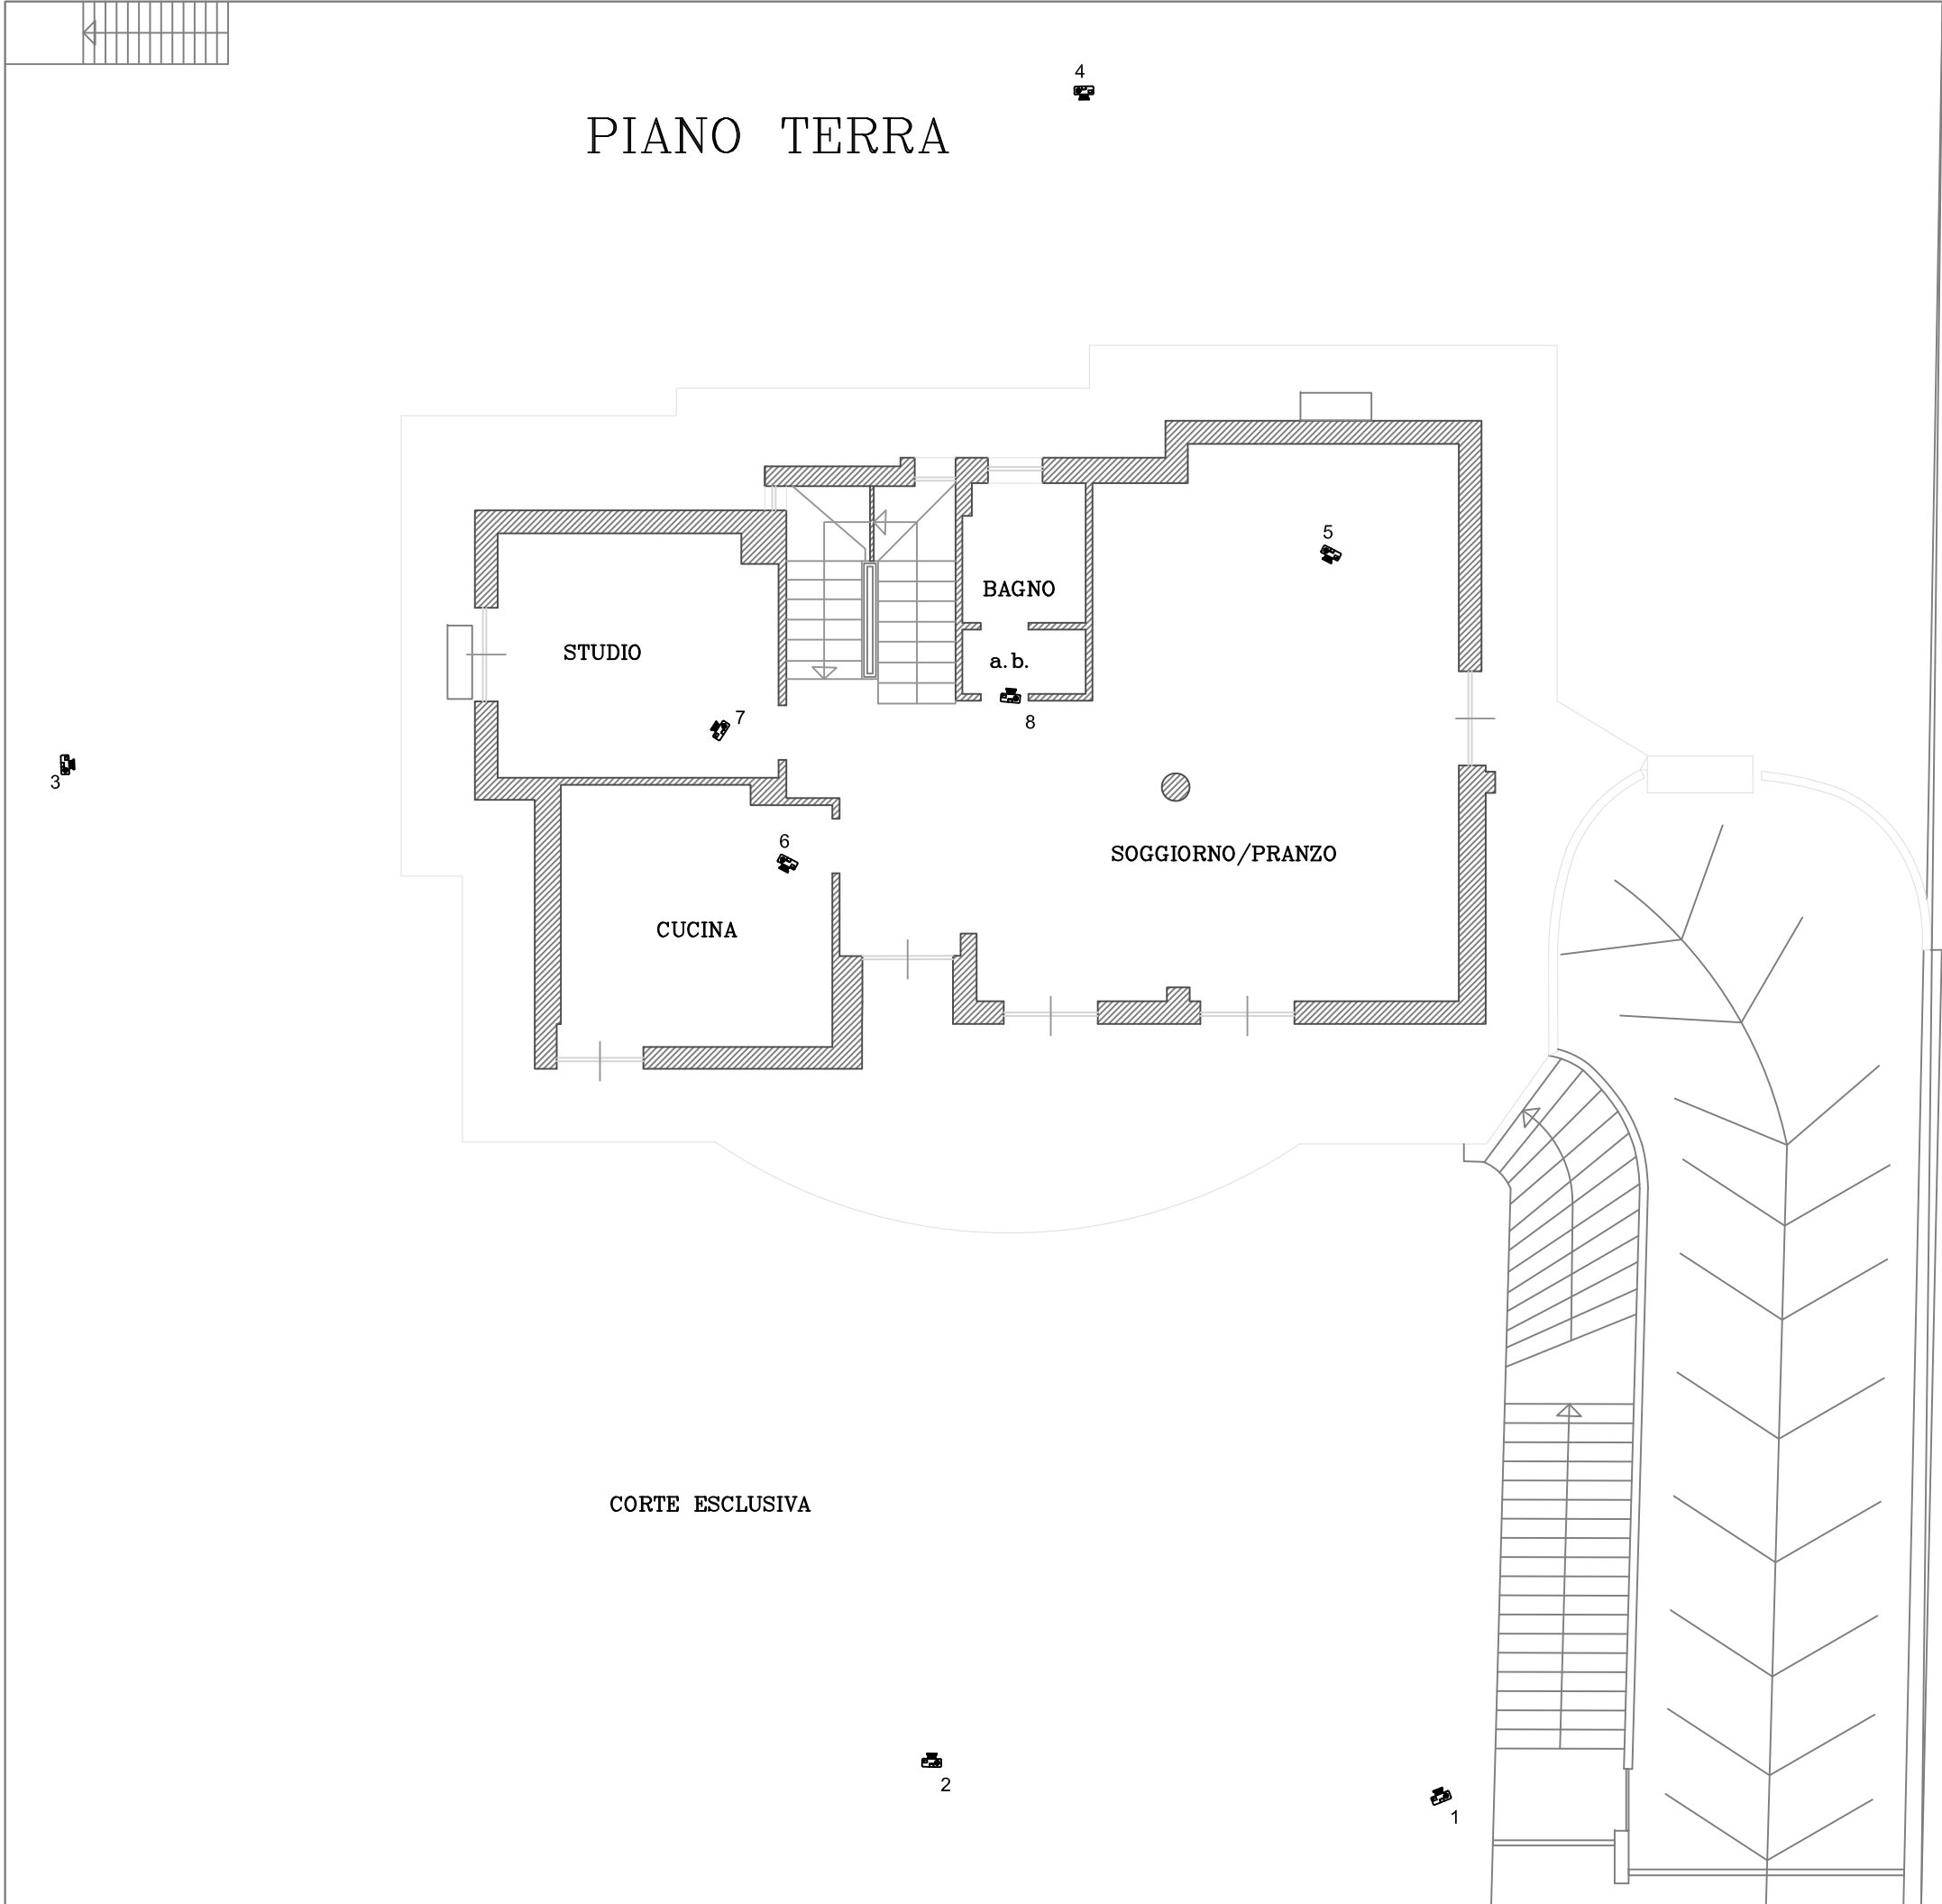 4
PIANO TERRA
5
BAGNO
STUDIO
a.b.
7
8
3
6
SOGGIORNO/PRANZO
CUCINA
CORTE ESCLUSIVA
2
1